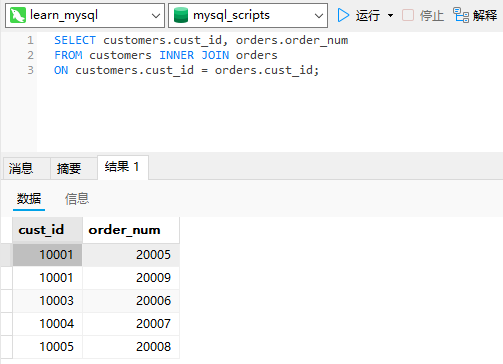 learn_mysql mysql_scripts 运行 停止 解释
1 SELECT customers.cust_id, orders.order_num
2 FROM customers INNER JOIN orders
3 ON customers.cust_id = orders.cust_id;
消息 摘要 结果 1
数据 信息
cust_id order_num
10001 20005
10001 20009
10003 20006
10004 20007
10005 20008